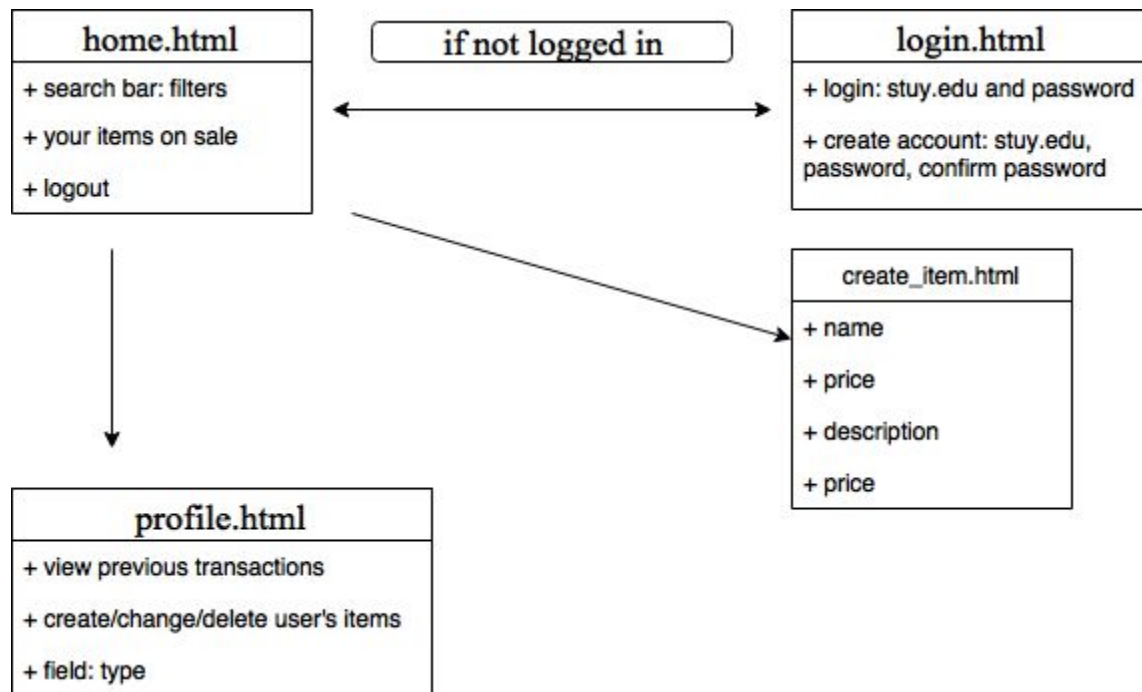 home.html
+ search bar: filters
+ your items on sale
+ logout
if not logged in
login.html
+ login: stuy.edu and password
+ create account: stuy.edu,
password, confirm password
create_item.html
+ name
+ price
+ description
+ price
profile.html
+ view previous transactions
+ create/change/delete user's items
+ field: type